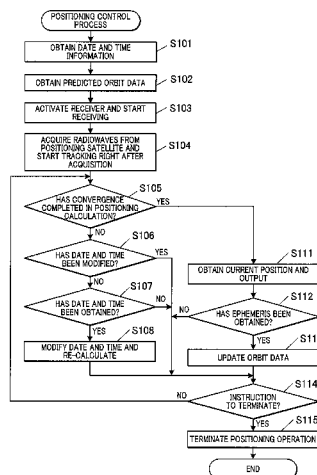 POSITIONING CONTROL
PROCESS
S101
OBTAIN DATE AND TIME
INFORMATION
S102
OBTAIN PREDICTED ORBIT DATA
S103
ACTIVATE RECEIVER AND START
RECEIVING
S104
ACQUIRE RADIOWAVES FROM
POSITIONING SATELLITE AND
START TRACKING RIGHT AFTER
ACQUISITION
S105
HAS CONVERGENCE
COMPLETED IN POSITIONING
CALCULATION?
YES
NO
S106
HAS DATE AND TIME
BEEN MODIFIED?
YES
NO
S107
HAS DATE AND TIME
BEEN OBTAINED?
NO
YES
S108
MODIFY DATE AND TIME AND
RE-CALCULATE
S111
OBTAIN CURRENT POSITION AND
OUTPUT
S112
HAS EPHEMERIS BEEN
OBTAINED?
NO
YES
UPDATE ORBIT DATA
S114
INSTRUCTION
TO TERMINATE?
NO
YES
S115
TERMINATE POSITIONING OPERATION
END